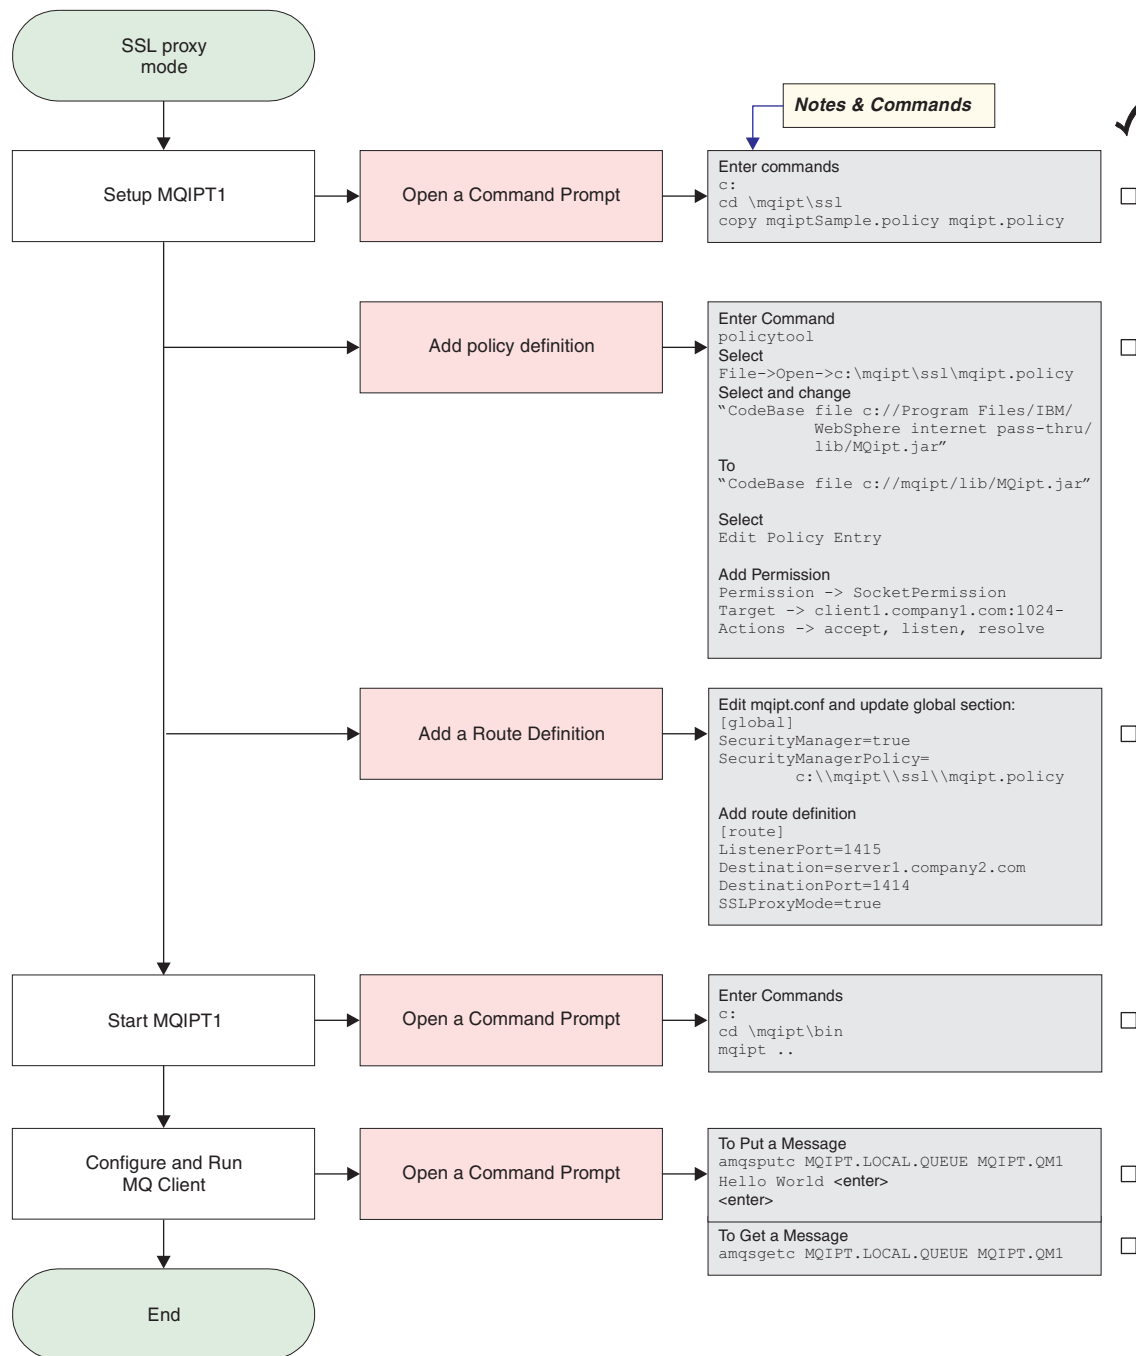 SSL proxy
mode
Notes & Commands
Setup MQIPT1
Open a Command Prompt
Enter commands
c:
cd \mqipt\ssl
copy mqiptSample.policy mqipt.policy
Add policy definition
Enter Command
policytool
Select
File->Open->c:\mqipt\ssl\mqipt.policy
Select and change
“CodeBase file c://Program Files/IBM/
WebSphere internet pass-thru/
lib/MQipt.jar”
To
“CodeBase file c://mqipt/lib/MQipt.jar”
Select
Edit Policy Entry
Add Permission
Permission -> SocketPermission
Target -> client1.company1.com:1024-
Actions -> accept, listen, resolve
Add a Route Definition
Edit mqipt.conf and update global section:
[global]
SecurityManager=true
SecurityManagerPolicy=
c:\\mqipt\\ssl\\mqipt.policy
Add route definition
[route]
ListenerPort=1415
Destination=server1.company2.com
DestinationPort=1414
SSLProxyMode=true
Start MQIPT1
Open a Command Prompt
Enter Commands
c:
cd \mqipt\bin
mqipt ..
Configure and Run
MQ Client
Open a Command Prompt
To Put a Message
amqsputc MQIPT.LOCAL.QUEUE MQIPT.QM1
Hello World <enter>
<enter>
To Get a Message
amqsgetc MQIPT.LOCAL.QUEUE MQIPT.QM1
End